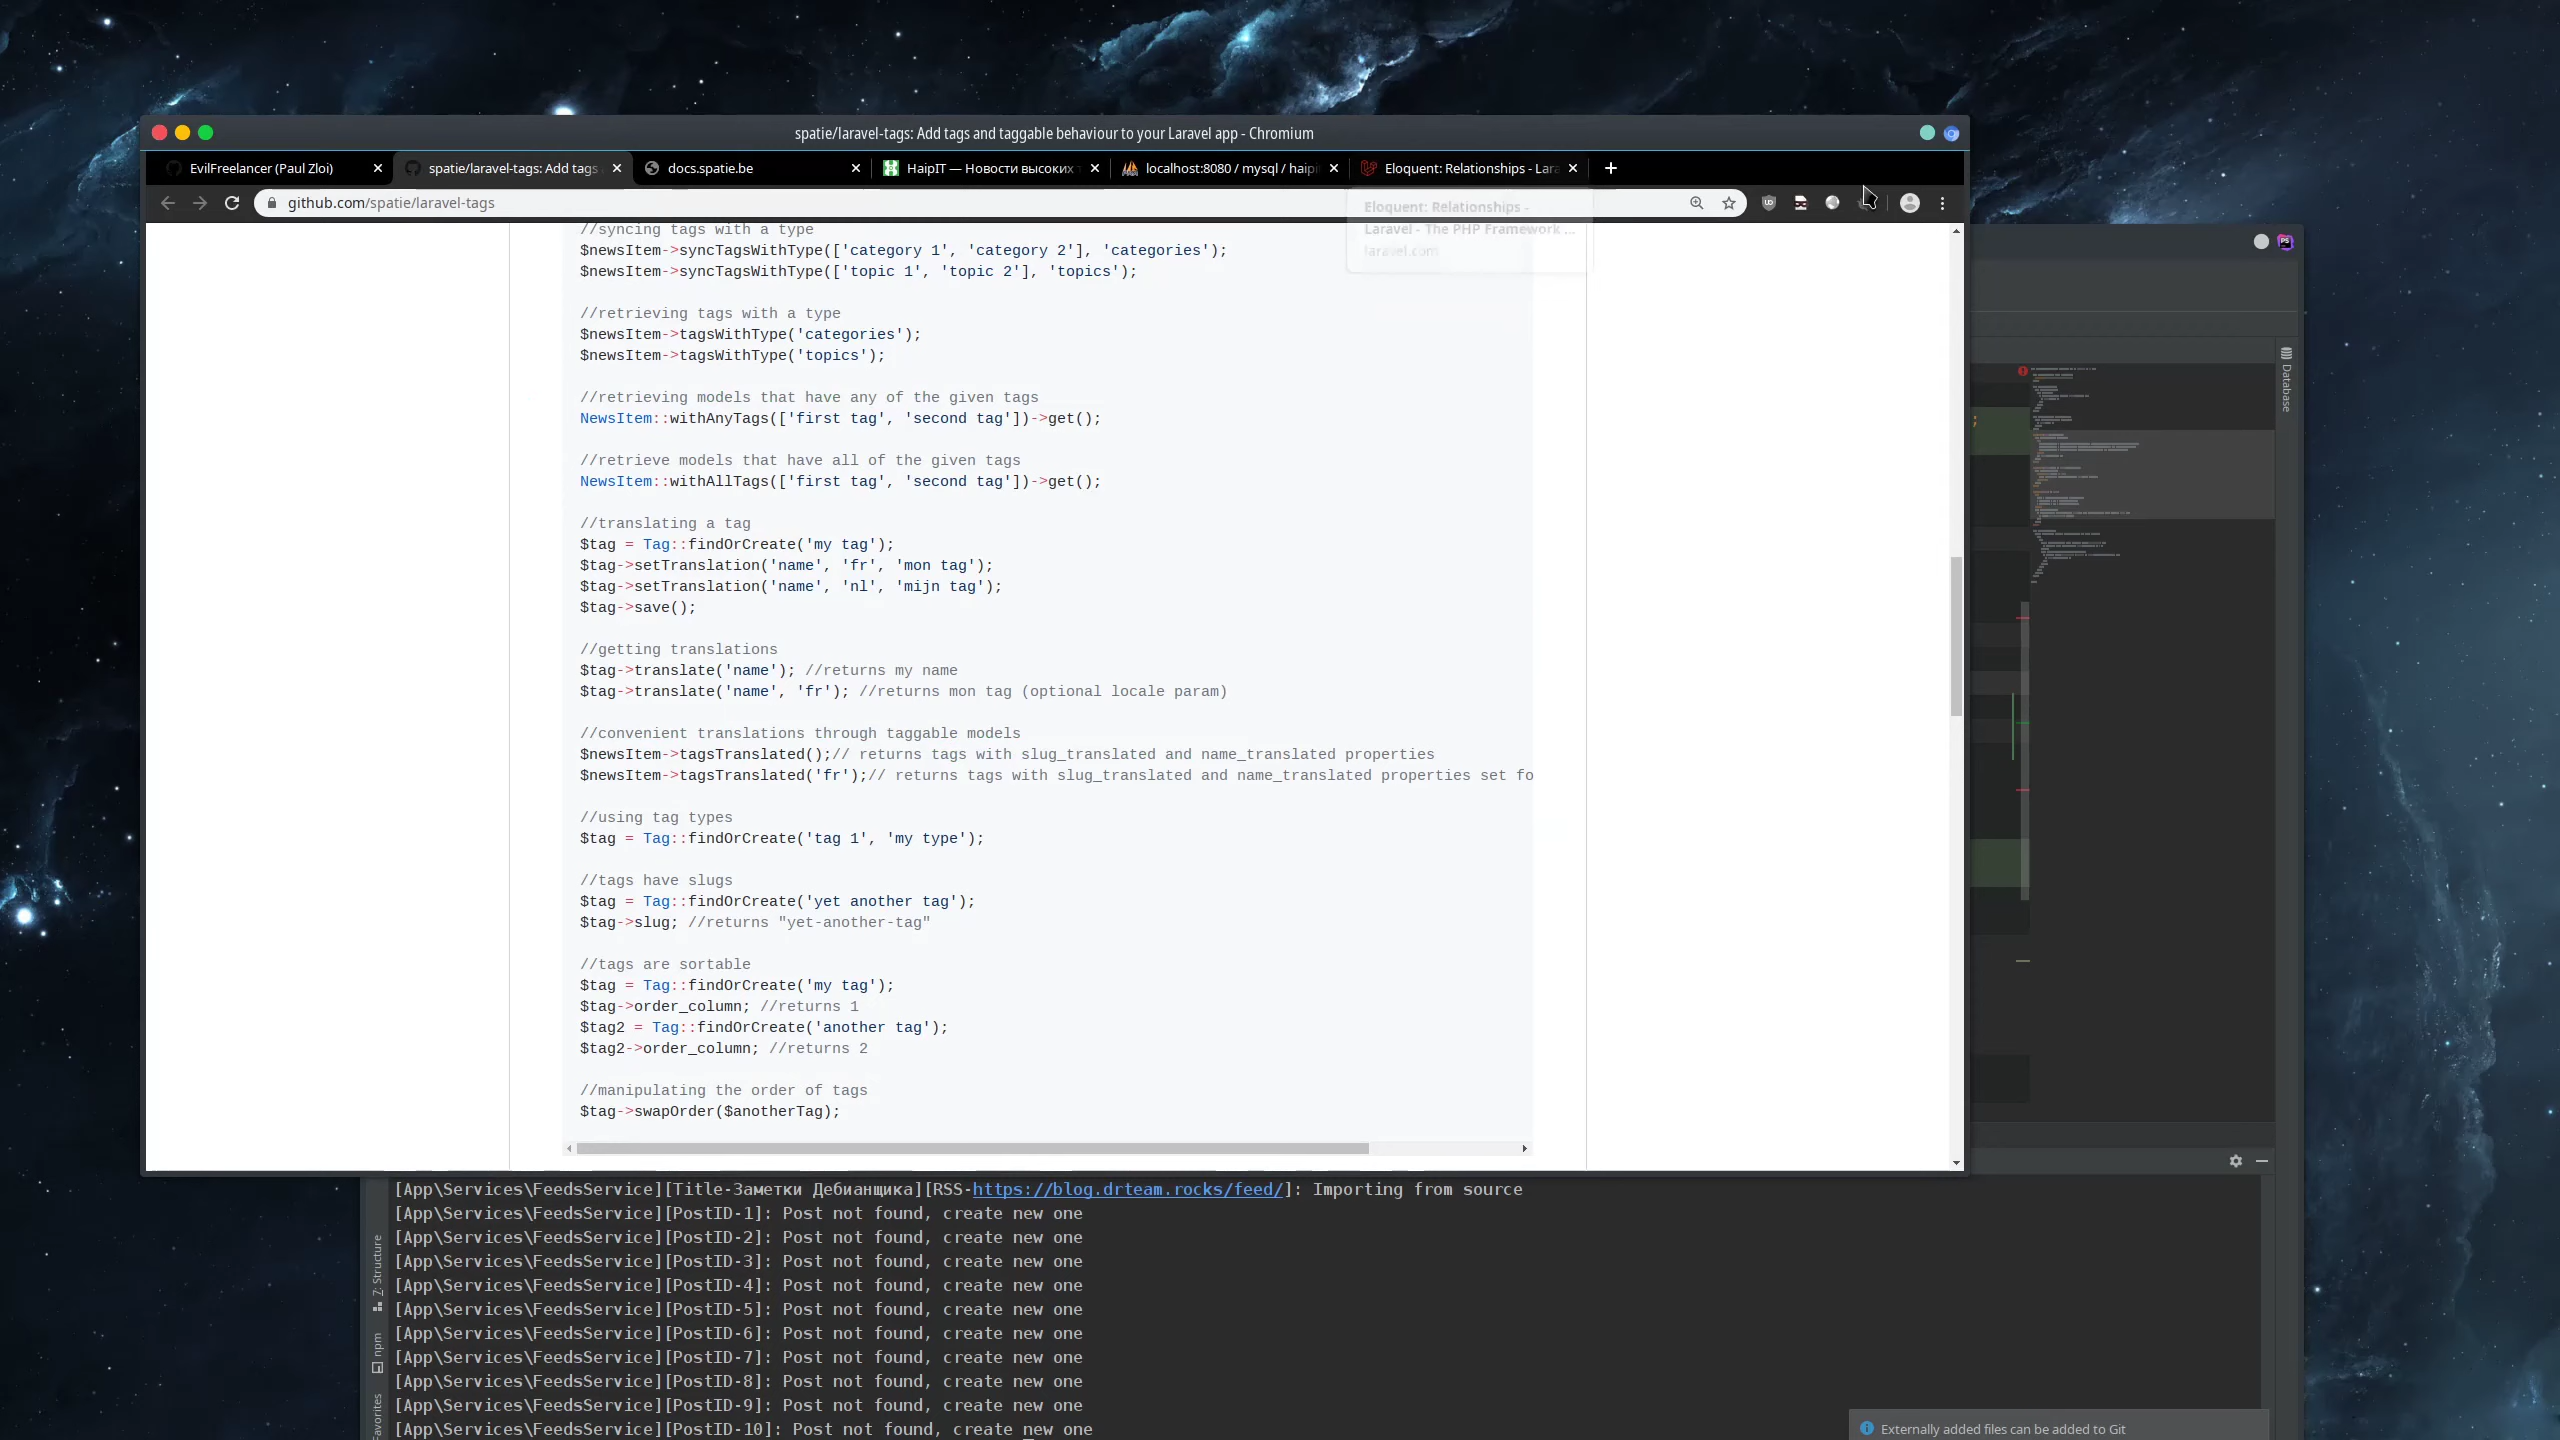 spatie/laravel-tags: Add tags and taggable behaviour to your Laravel app - Chromium
EvilFreelancer (Paul Zloi)
spatie/laravel-tags: Add tags
docs.spatie.be
HaipIT — Новости высоких
localhost:8080 / mysql / haipi
Eloquent: Relationships - Lara
github.com/spatie/laravel-tags
Eloquent: Relationships -
Laravel - The PHP Framework ...
laravel.com
//syncing tags with a type
$newsItem->syncTagsWithType(['category 1', 'category 2'], 'categories');
$newsItem->syncTagsWithType(['topic 1', 'topic 2'], 'topics');
//retrieving tags with a type
$newsItem->tagsWithType('categories');
$newsItem->tagsWithType('topics');
//retrieving models that have any of the given tags
NewsItem::withAnyTags(['first tag', 'second tag'])->get();
//retrieve models that have all of the given tags
NewsItem::withAllTags(['first tag', 'second tag'])->get();
//translating a tag
$tag = Tag::findOrCreate('my tag');
$tag->setTranslation('name', 'fr', 'mon tag');
$tag->setTranslation('name', 'nl', 'mijn tag');
$tag->save();
//getting translations
$tag->translate('name'); //returns my name
$tag->translate('name', 'fr'); //returns mon tag (optional locale param)
//convenient translations through taggable models
$newsItem->tagsTranslated();// returns tags with slug_translated and name_translated properties
$newsItem->tagsTranslated('fr');// returns tags with slug_translated and name_translated properties set fo
//using tag types
$tag = Tag::findOrCreate('tag 1', 'my type');
//tags have slugs
$tag = Tag::findOrCreate('yet another tag');
$tag->slug; //returns "yet-another-tag"
//tags are sortable
$tag = Tag::findOrCreate('my tag');
$tag->order_column; //returns 1
$tag2 = Tag::findOrCreate('another tag');
$tag2->order_column; //returns 2
//manipulating the order of tags
$tag->swapOrder($anotherTag);
PS
Database
;
[App\Services\FeedsService][Title-Заметки Дебианщика][RSS-https://blog.drteam.rocks/feed/]: Importing from source
[App\Services\FeedsService][PostID-1]: Post not found, create new one
[App\Services\FeedsService][PostID-2]: Post not found, create new one
[App\Services\FeedsService][PostID-3]: Post not found, create new one
[App\Services\FeedsService][PostID-4]: Post not found, create new one
[App\Services\FeedsService][PostID-5]: Post not found, create new one
[App\Services\FeedsService][PostID-6]: Post not found, create new one
[App\Services\FeedsService][PostID-7]: Post not found, create new one
[App\Services\FeedsService][PostID-8]: Post not found, create new one
[App\Services\FeedsService][PostID-9]: Post not found, create new one
[App\Services\FeedsService][PostID-10]: Post not found, create new one
7: Structure
npm
Favorites
Externally added files can be added to Git